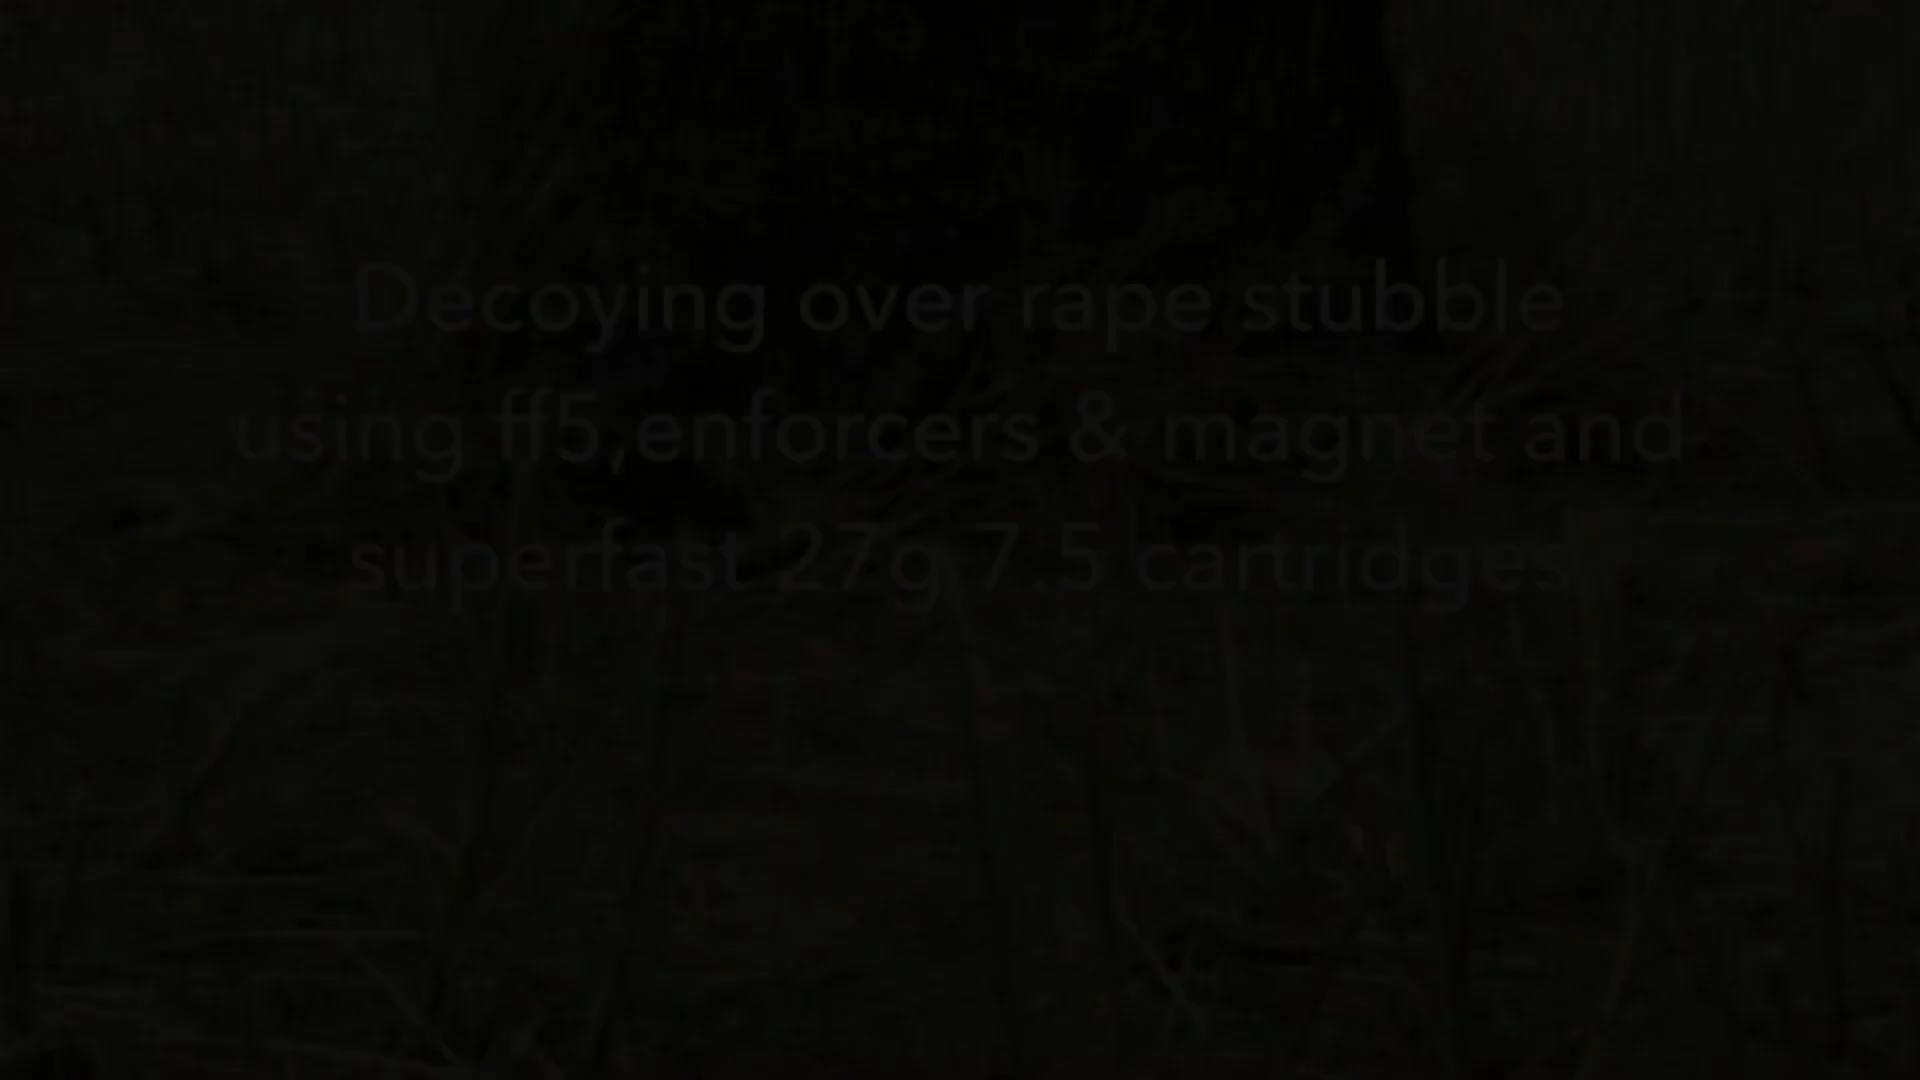 Decoying over rape stubble
using ff5,enforcers & magnet and
superfast 27g 7.5 cartridges